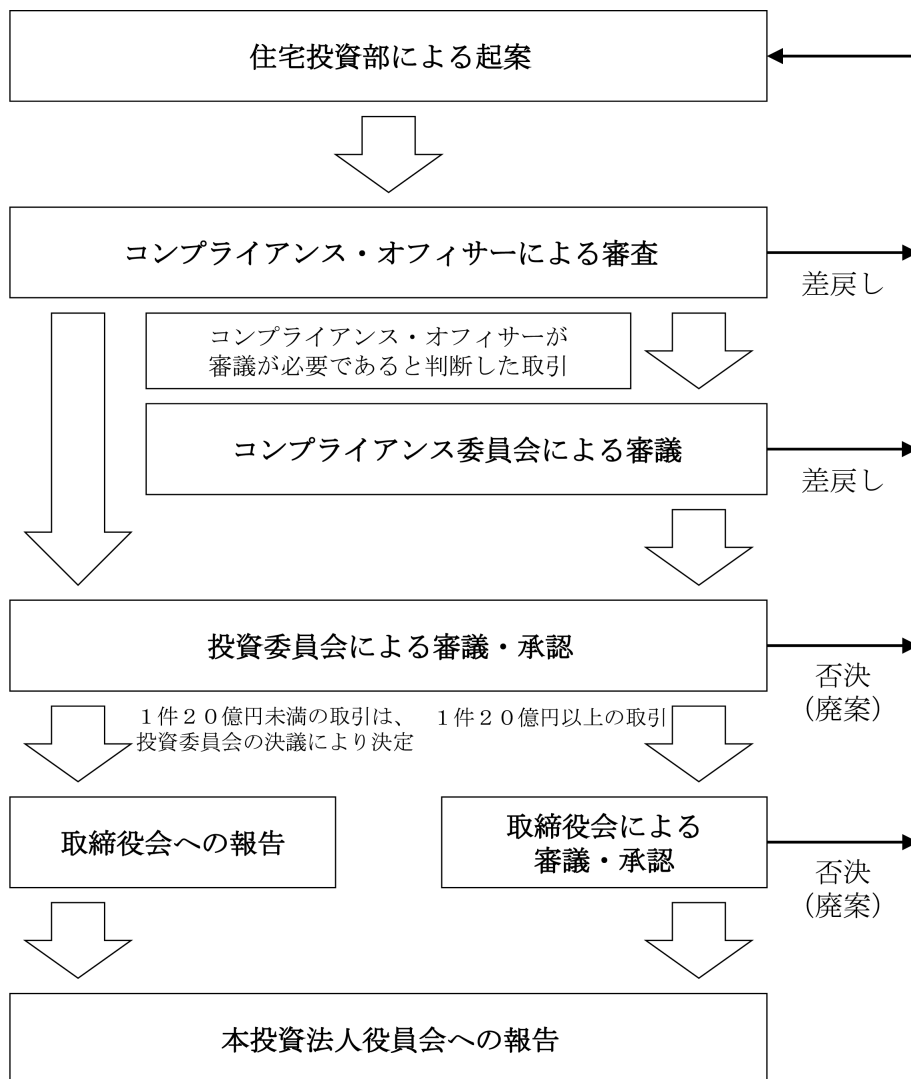 住宅投資部による起案
コンプライアンス・オフィサーによる審査
差戻し
コンプライアンス・オフィサーが
審議が必要であると判断した取引
コンプライアンス委員会による審議
差戻し
投資委員会による審議・承認
否決
（廃案）
１件２０億円未満の取引は、
投資委員会の決議により決定
１件２０億円以上の取引
取締役会への報告
取締役会による
審議・承認
否決
（廃案）
本投資法人役員会への報告